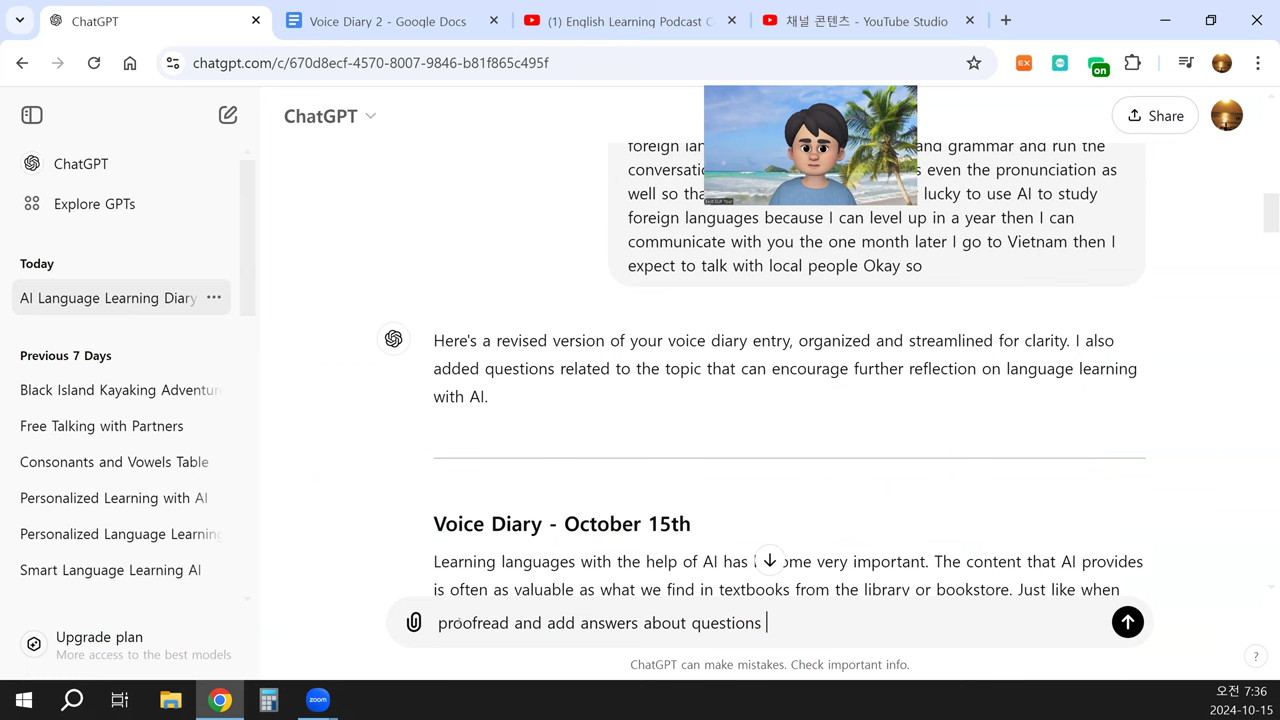 ChatGPT
Voice Diary 2 - Google Docs
(1) English Learning Podcast C
채널 콘텐츠 - YouTube Studio
chatgpt.com/c/670d8ecf-4570-8007-9846-b81f865c495f
EX
on
ChatGPT
Explore GPTs
Today
AI Language Learning Diary
Previous 7 Days
Black Island Kayaking Adventure
Free Talking with Partners
Consonants and Vowels Table
Personalized Learning with AI
Personalized Language Learning
Smart Language Learning AI
Upgrade plan
More access to the best models
ChatGPT
Share
foreign lan and grammar and run the
conversati s even the pronunciation as
well so tha lucky to use AI to study
foreign languages because I can level up in a year then I can
communicate with you the one month later I go to Vietnam then I
expect to talk with local people Okay so
Here's a revised version of your voice diary entry, organized and streamlined for clarity. I also
added questions related to the topic that can encourage further reflection on language learning
with AI.
Voice Diary - October 15th
Learning languages with the help of AI has ome very important. The content that AI provides
is often as valuable as what we find in textbooks from the library or bookstore. Just like when
proofread and add answers about questions
ChatGPT can make mistakes. Check important info.
?
zoom
오전 7:36
2024-10-15